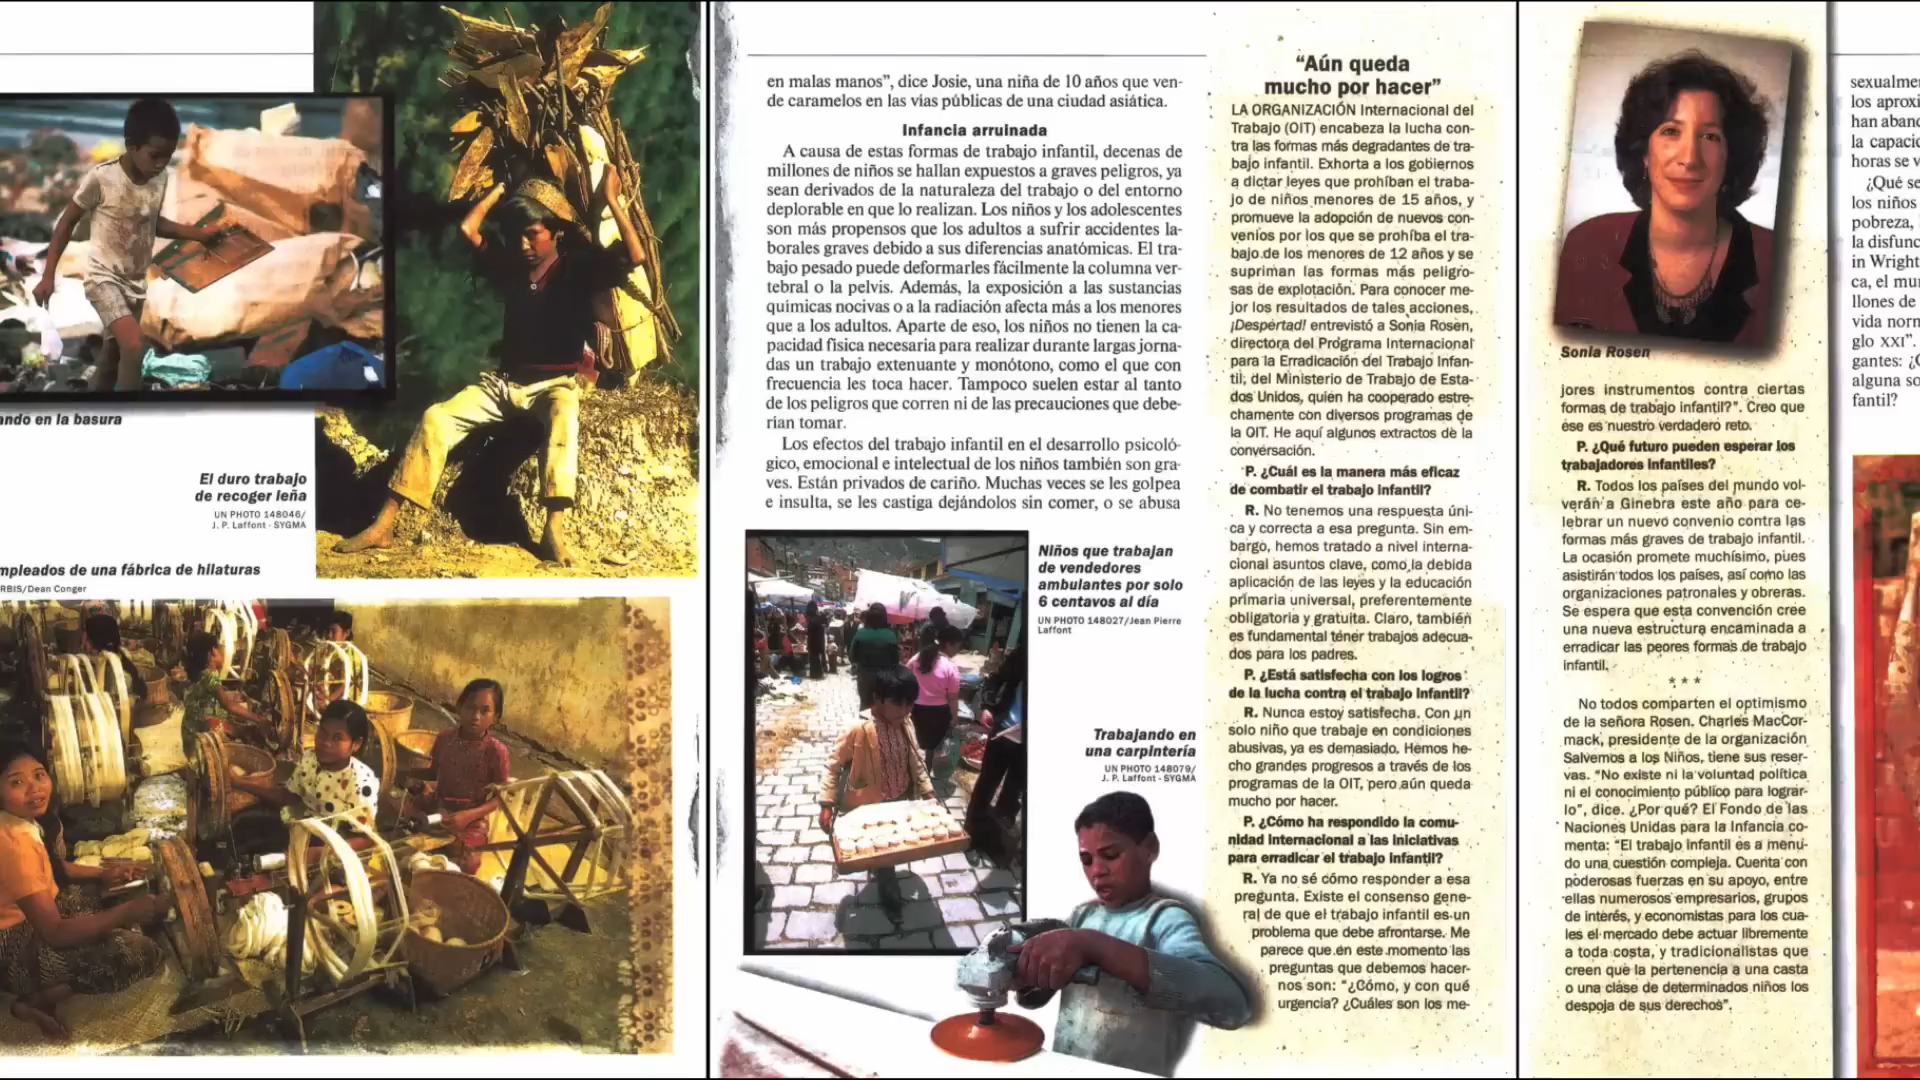 ando en la basura
El duro trabajo
de recoger leña
UN PHOTO 148046/
J. P. Laffont - SYGMA
mpleados de una fábrica de hilaturas
RBIS/Dean Conger
en malas manos”, dice Josie, una niña de 10 años que ven-
de caramelos en las vías públicas de una ciudad asiática.
Infancia arruinada
A causa de estas formas de trabajo infantil, decenas de
millones de niños se hallan expuestos a graves peligros, ya
sean derivados de la naturaleza del trabajo o del entorno
deplorable en que lo realizan. Los niños y los adolescentes
son más propensos que los adultos a sufrir accidentes la-
borales graves debido a sus diferencias anatómicas. El tra-
bajo pesado puede deformarles fácilmente la columna ver-
tebral o la pelvis. Además, la exposición a las sustancias
químicas nocivas o a la radiación afecta más a los menores
que a los adultos. Aparte de eso, los niños no tienen la ca-
pacidad física necesaria para realizar durante largas jorna-
das un trabajo extenuante y monótono, como el que con
frecuencia les toca hacer. Tampoco suelen estar al tanto
de los peligros que corren ni de las precauciones que debe-
rían tomar.
Los efectos del trabajo infantil en el desarrollo psicoló-
gico, emocional e intelectual de los niños también son gra-
ves. Están privados de cariño. Muchas veces se les golpea
e insulta, se les castiga dejándolos sin comer, o se abusa
Niños que trabajan
de vendedores
ambulantes por solo
6 centavos al día
UN PHOTO 148027/Jean Pierre
Laffont
Trabajando en
una carpintería
UN PHOTO 148079/
J. P. Laffont - SYGMA
“Aún queda
mucho por hacer”
LA ORGANIZACIÓN Internacional del
Trabajo (OIT) encabeza la lucha con-
tra las formas más degradantes de tra-
bajo infantil. Exhorta a los gobiernos
a dictar leyes que prohíban el traba-
jo de niños menores de 15 años, y
promueve la adopción de nuevos con-
venios por los que se prohíba el tra-
bajo de los menores de 12 años y se
supriman las formas más peligro-
sas de explotación. Para conocer me-
jor los resultados de tales acciones,
¡Despertad! entrevistó a Sonia Rosen,
directora del Programa Internacional
para la Erradicación del Trabajo Infan-
til, del Ministerio de Trabajo de Esta-
dos Unidos, quien ha cooperado estre-
chamente con diversos programas de
la OIT. He aquí algunos extractos de la
conversación.
P. ¿Cuál es la manera más eficaz
de combatir el trabajo infantil?
R. No tenemos una respuesta úni-
ca y correcta a esa pregunta. Sin em-
bargo, hemos tratado a nivel interna-
cional asuntos clave, como la debida
aplicación de las leyes y la educación
primaria universal, preferentemente
obligatoria y gratuita. Claro, también
es fundamental tener trabajos adecua-
dos para los padres.
P. ¿Está satisfecha con los logros
de la lucha contra el trabajo infantil?
R. Nunca estoy satisfecha. Con un
solo niño que trabaje en condiciones
abusivas, ya es demasiado. Hemos he-
cho grandes progresos a través de los
programas de la OIT, pero aún queda
mucho por hacer.
P. ¿Cómo ha respondido la comu-
nidad internacional a las iniciativas
para erradicar el trabajo infantil?
R. Ya no sé cómo responder a esa
pregunta. Existe el consenso gene-
ral de que el trabajo infantil es un
problema que debe afrontarse. Me
parece que en este momento las
preguntas que debemos hacer-
nos son: “¿Cómo, y con qué
urgencia? ¿Cuáles son los me-
Sonia Rosen
jores instrumentos contra ciertas
formas de trabajo infantil?”. Creo que
ese es nuestro verdadero reto.
P. ¿Qué futuro pueden esperar los
trabajadores infantiles?
R. Todos los países del mundo vol-
verán a Ginebra este año para ce-
lebrar un nuevo convenio contra las
formas más graves de trabajo infantil.
La ocasión promete muchísimo, pues
asistirán todos los países, así como las
organizaciones patronales y obreras.
Se espera que esta convención cree
una nueva estructura encaminada a
erradicar las peores formas de trabajo
infantil.
* * *
No todos comparten el optimismo
de la señora Rosen. Charles MacCor-
mack, presidente de la organización
Salvemos a los Niños, tiene sus reser-
vas. “No existe ni la voluntad política
ni el conocimiento público para lograr-
lo”, dice. ¿Por qué? El Fondo de las
Naciones Unidas para la Infancia co-
menta: “El trabajo infantil es a menu-
do una cuestión compleja. Cuenta con
poderosas fuerzas en su apoyo, entre
ellas numerosos empresarios, grupos
de interés, y economistas para los cua-
les el mercado debe actuar libremente
a toda costa, y tradicionalistas que
creen que la pertenencia a una casta
o una clase de determinados niños los
despoja de sus derechos”.
sexualme
los aproxi
han aband
la capacid
horas se v
¿Qué se
los niños
pobreza,
la disfunc
in Wright
ca, el mu
llones de
vida norn
glo XXI”.
gantes: ¿C
alguna so
fantil?